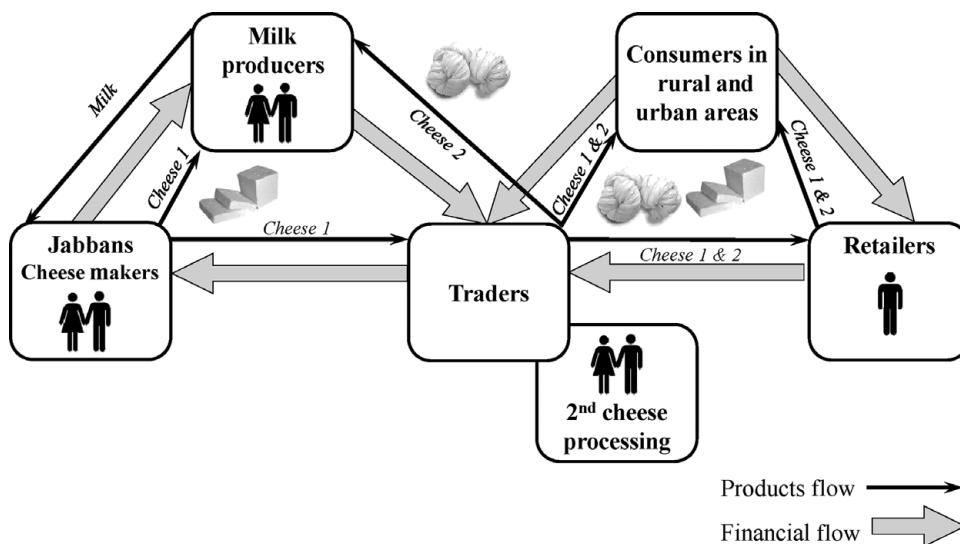 Milk
producers
Consumers in
rural and
urban areas
Milk
Cheese 1
Cheese 2
Cheese 1 & 2
Cheese 1 & 2
Jabbans
Cheese makers
Cheese 1
Traders
Cheese 1 & 2
Retailers
2nd cheese
processing
Products flow
Financial flow